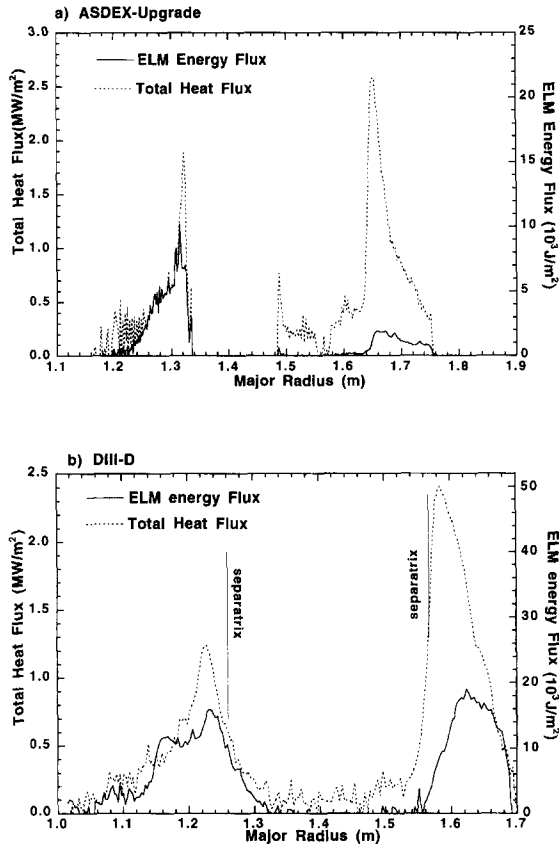 a) ASDEX-Upgrade
ELM Energy Flux
Total Heat Flux
Total Heat Flux(MW/m²)
3.0
2.5
2.0
1.5
1.0
0.5
0.0
ELM Energy Flux (10³J/m²)
25
20
15
10
5
0
1.1 1.2 1.3 1.4 1.5 1.6 1.7 1.8 1.9
Major Radius (m)
b) DIII-D
ELM energy Flux
Total Heat Flux
separatrix
separatrix
Total Heat Flux (MW/m²)
2.5
2.0
1.5
1.0
0.5
0.0
ELM energy Flux (10³J/m²)
50
40
30
20
10
0
1.0 1.1 1.2 1.3 1.4 1.5 1.6 1.7
Major Radius (m)